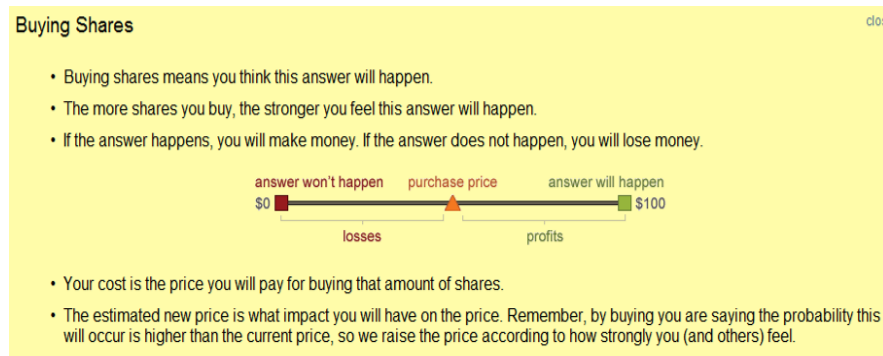 Buying Shares
• Buying shares means you think this answer will happen.
• The more shares you buy, the stronger you feel this answer will happen.
• If the answer happens, you will make money. If the answer does not happen, you will lose money.
answer won't happen purchase price answer will happen
$0 $100
losses profits
• Your cost is the price you will pay for buying that amount of shares.
• The estimated new price is what impact you will have on the price. Remember, by buying you are saying the probability this
will occur is higher than the current price, so we raise the price according to how strongly you (and others) feel.